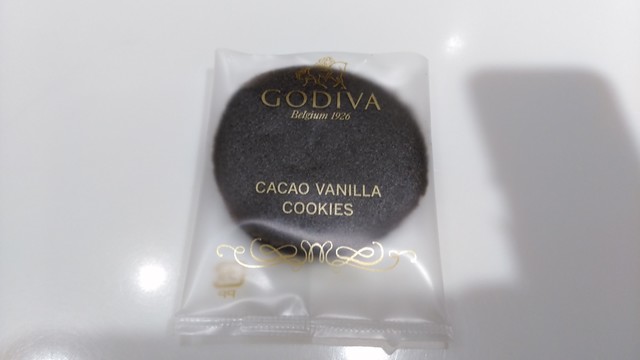 GODIVA
Belgium 1926
CACAO VANILLA
COOKIES